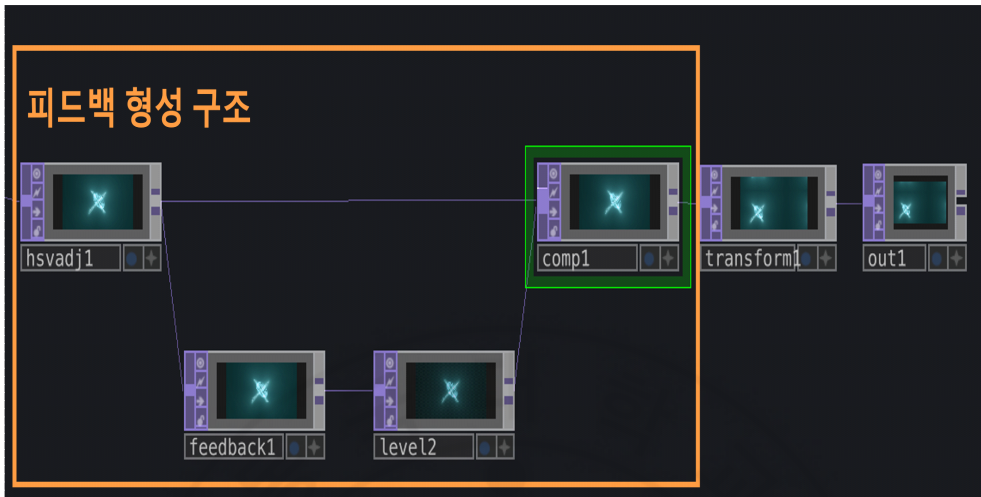 피드백 형성 구조
hsvadj1
comp1
transform1
out1
feedback1
level2